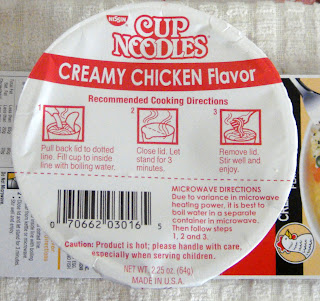 NISSIN
CUP
NOODLES
CREAMY CHICKEN Flavor
Recommended Cooking Directions
1
2
3
Pull back lid to dotted
line. Fill cup to inside
line with boiling water.
Close lid. Let
stand for 3
minutes.
Remove lid.
Stir well and
enjoy.
MICROWAVE DIRECTIONS
Due to variance in microwave
heating power, it is best to
boil water in a separate
container in microwave.
Then follow steps
1, 2 and 3.
0 70662 03016 5
Caution: Product is hot; please handle with care,
especially when serving children.
NET WT. 2.25 oz. (64g)
MADE IN U.S.A.